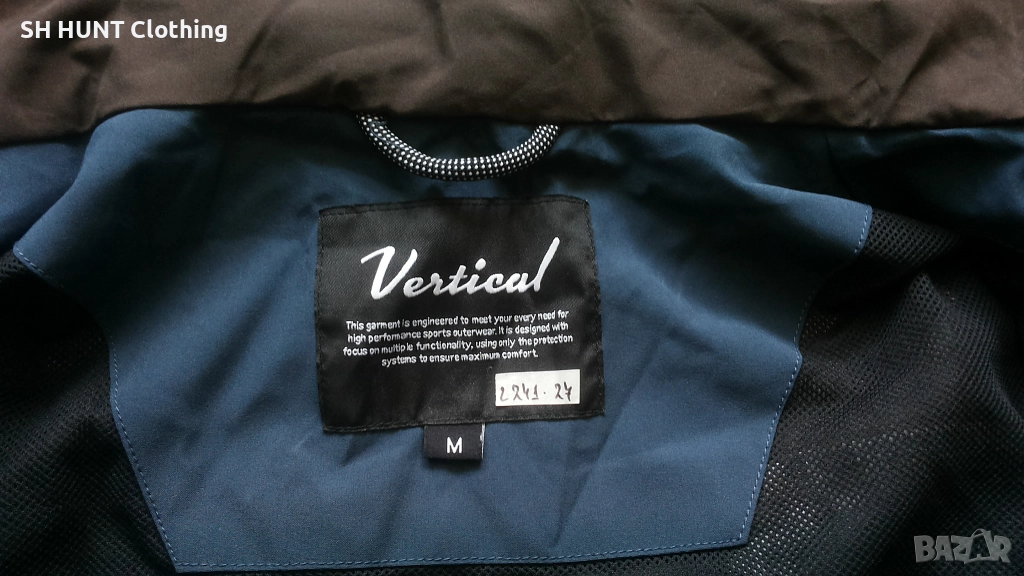 SH HUNT Clothing
Vertical
This garment is engineered to meet your every need for
high performance sports outerwear. It is designed with
focus on multiple functionality, using only the protection
systems to ensure maximum comfort.
2241.27
M
BAZAR